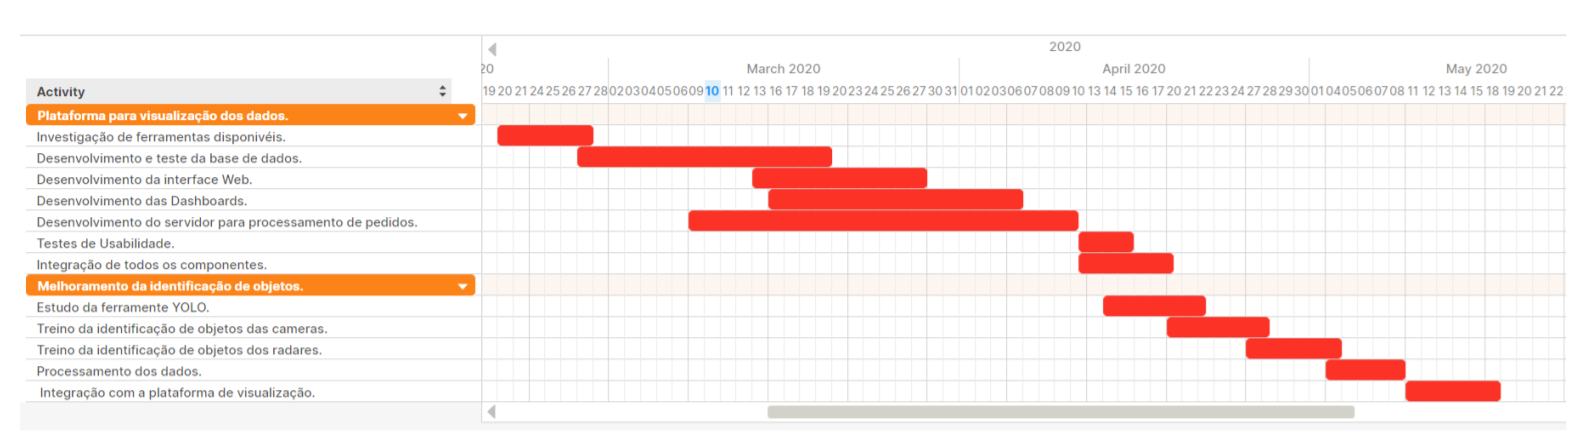 2020
20 March 2020 April 2020 May 2020
Activity 19 20 21 24 25 26 27 28 02 03 04 05 06 09 10 11 12 13 16 17 18 19 20 23 24 25 26 27 30 31 01 02 03 06 07 08 09 10 13 14 15 16 17 20 21 22 23 24 27 28 29 30 01 04 05 06 07 08 11 12 13 14 15 18 19 20 21 22
Plataforma para visualização dos dados.
Investigação de ferramentas disponivéis.
Desenvolvimento e teste da base de dados.
Desenvolvimento da interface Web.
Desenvolvimento das Dashboards.
Desenvolvimento do servidor para processamento de pedidos.
Testes de Usabilidade.
Integração de todos os componentes.
Melhoramento da identificação de objetos.
Estudo da ferramente YOLO.
Treino da identificação de objetos das cameras.
Treino da identificação de objetos dos radares.
Processamento dos dados.
Integração com a plataforma de visualização.